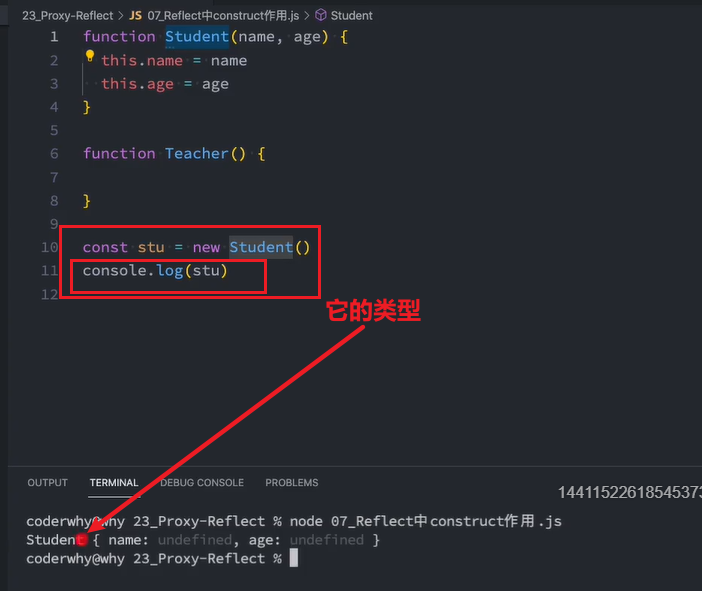 23_Proxy-Reflect > JS 07_Reflect中construct作用.js > Student
1 function Student(name, age) {
2 this.name = name
3 this.age = age
4 }
5
6 function Teacher() {
7
8 }
9
10 const stu = new Student()
11 console.log(stu)
12
它的类型
OUTPUT TERMINAL DEBUG CONSOLE PROBLEMS
1441152261854537
coderwhy@why 23_Proxy-Reflect % node 07_Reflect中construct作用.js
Student { name: undefined, age: undefined }
coderwhy@why 23_Proxy-Reflect %